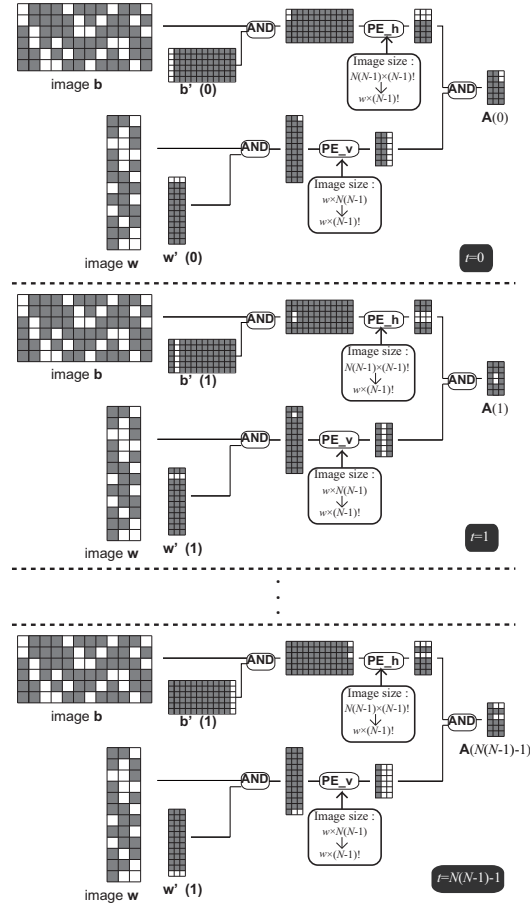 AND
PE_h
image b
b' (0)
Image size :
N(N-1)×(N-1)!
w×(N-1)!
AND
A(0)
AND
PE_v
Image size :
w×N(N-1)
w×(N-1)!
w' (0)
image w
t=0
AND
PE_h
image b
b' (1)
Image size :
N(N-1)×(N-1)!
w×(N-1)!
AND
A(1)
AND
PE_v
Image size :
w×N(N-1)
w×(N-1)!
w' (1)
image w
t=1
AND
PE_h
image b
b' (1)
Image size :
N(N-1)×(N-1)!
w×(N-1)!
AND
A(N(N-1)-1)
AND
PE_v
Image size :
w×N(N-1)
w×(N-1)!
w' (1)
image w
t=N(N-1)-1